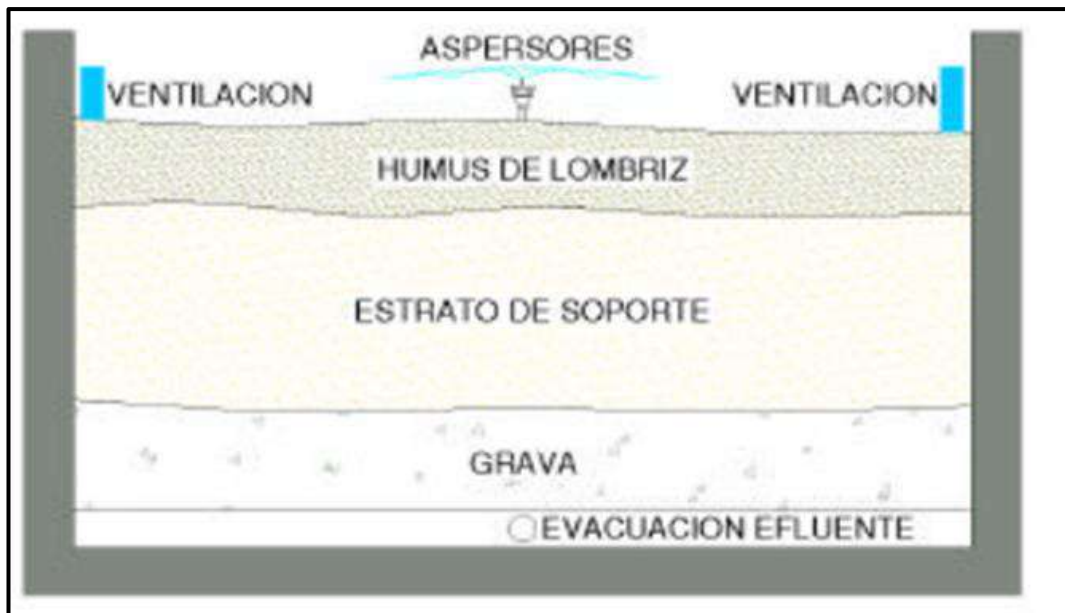 ASPERSORES
VENTILACION
VENTILACION
HUMUS DE LOMBRIZ
ESTRATO DE SOPORTE
GRAVA
EVACUACION EFLUENTE